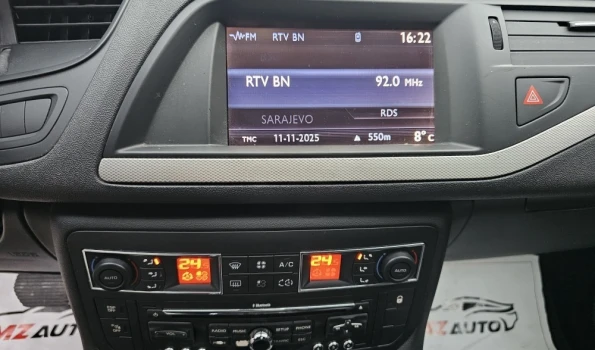 FM RTV BN 16:22
RTV BN 92.0 MHz
SARAJEVO RDS
TMC 11-11-2025 550m 8°C
AUTO 24 A/C 24 AUTO
Bluetooth
RADIO MUSIC SETUP PHONE
MZ AUTO MZ AUTO